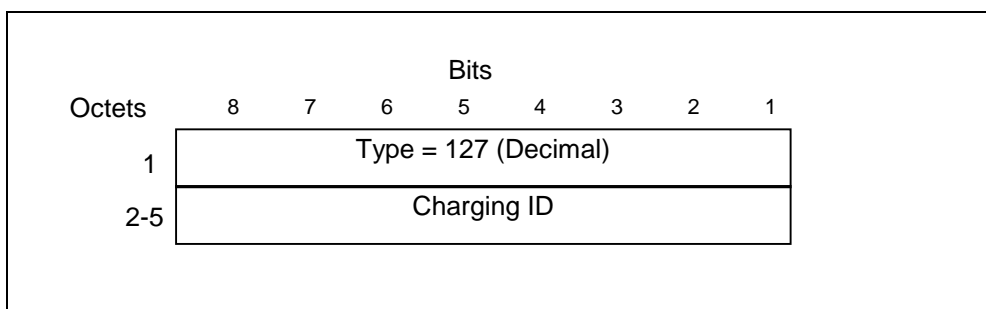 Bits
Octets 8 7 6 5 4 3 2 1
1 Type = 127 (Decimal)
2-5 Charging ID